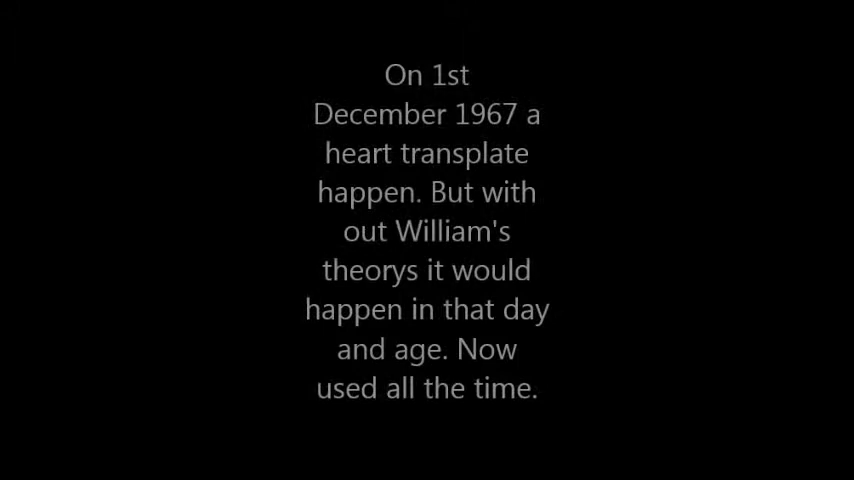 On 1st
December 1967 a
heart transplate
happen. But with
out William's
theorys it would
happen in that day
and age. Now
used all the time.